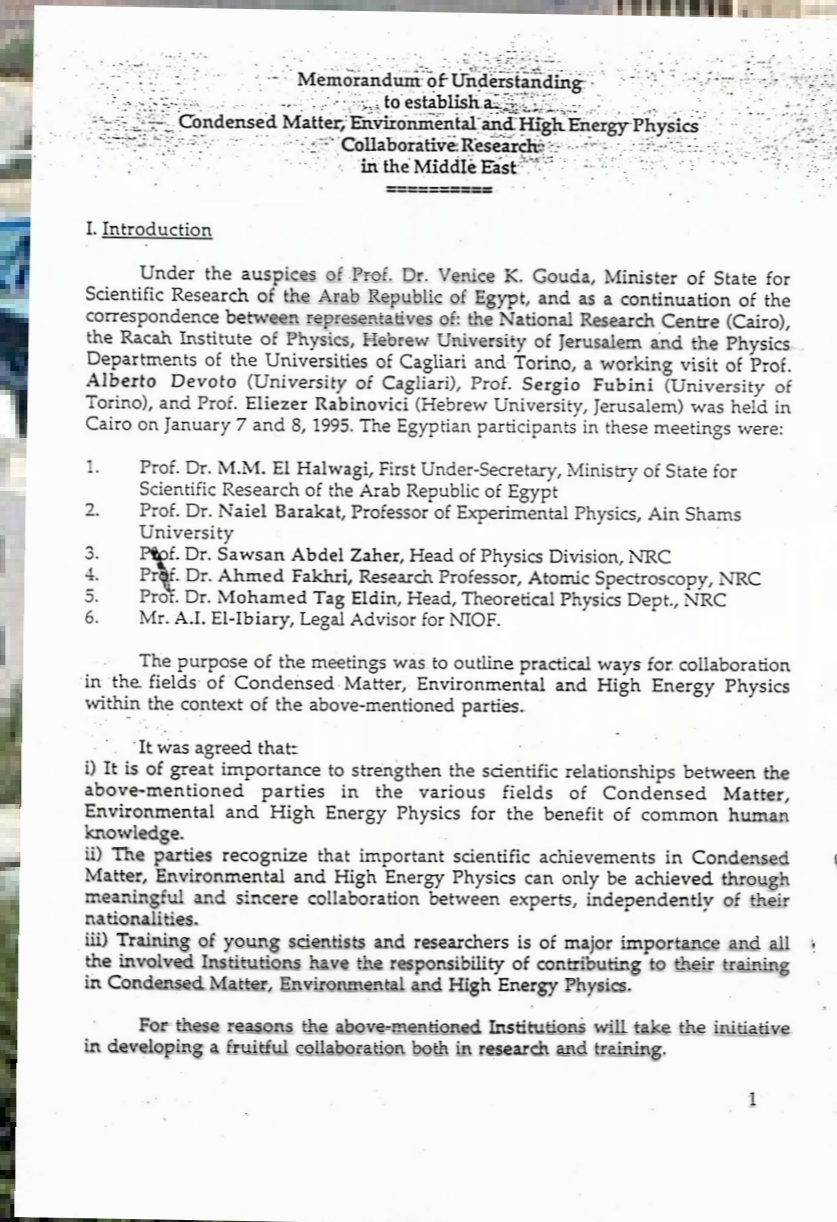 Memorandum of Understanding
to establish a
Condensed Matter, Environmental and High Energy Physics
Collaborative Research
in the Middle East
==========
I. Introduction
Under the auspices of Prof. Dr. Venice K. Gouda, Minister of State for
Scientific Research of the Arab Republic of Egypt, and as a continuation of the
correspondence between representatives of: the National Research Centre (Cairo),
the Racah Institute of Physics, Hebrew University of Jerusalem and the Physics
Departments of the Universities of Cagliari and Torino, a working visit of Prof.
Alberto Devoto (University of Cagliari), Prof. Sergio Fubini (University of
Torino), and Prof. Eliezer Rabinovici (Hebrew University, Jerusalem) was held in
Cairo on January 7 and 8, 1995. The Egyptian participants in these meetings were:
1. Prof. Dr. M.M. El Halwagi, First Under-Secretary, Ministry of State for
Scientific Research of the Arab Republic of Egypt
2. Prof. Dr. Naiel Barakat, Professor of Experimental Physics, Ain Shams
University
3. Prof. Dr. Sawsan Abdel Zaher, Head of Physics Division, NRC
4. Prof. Dr. Ahmed Fakhri, Research Professor, Atomic Spectroscopy, NRC
5. Prof. Dr. Mohamed Tag Eldin, Head, Theoretical Physics Dept., NRC
6. Mr. A.I. El-Ibiary, Legal Advisor for NIOF.
The purpose of the meetings was to outline practical ways for collaboration
in the fields of Condensed Matter, Environmental and High Energy Physics
within the context of the above-mentioned parties.
It was agreed that:
i) It is of great importance to strengthen the scientific relationships between the
above-mentioned parties in the various fields of Condensed Matter,
Environmental and High Energy Physics for the benefit of common human
knowledge.
ii) The parties recognize that important scientific achievements in Condensed
Matter, Environmental and High Energy Physics can only be achieved through
meaningful and sincere collaboration between experts, independently of their
nationalities.
iii) Training of young scientists and researchers is of major importance and all
the involved Institutions have the responsibility of contributing to their training
in Condensed Matter, Environmental and High Energy Physics.
For these reasons the above-mentioned Institutions will take the initiative
in developing a fruitful collaboration both in research and training.
1